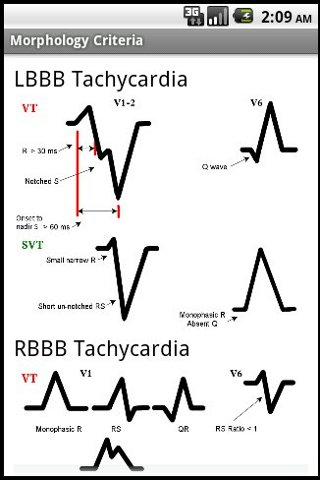 3G 2:09 AM
Morphology Criteria
LBBB Tachycardia
VT V1-2 V6
R > 30 ms
Notched S
Q wave
Onset to
nadir S > 60 ms
SVT
Small narrow R
Short un-notched RS
Monophasic R
Absent Q
RBBB Tachycardia
VT V1 V6
Monophasic R RS QR RS Ratio < 1